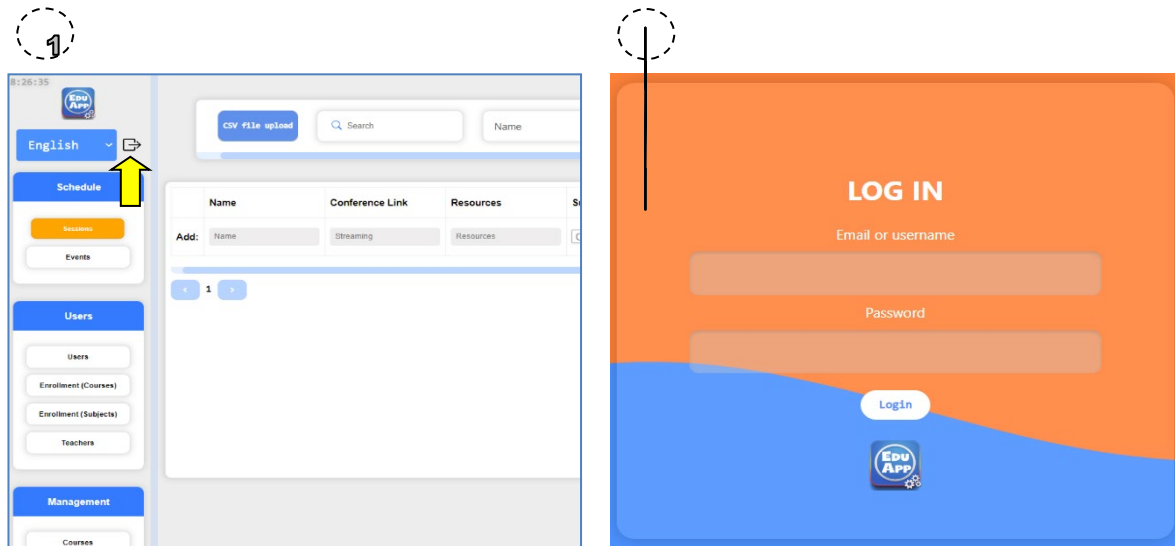 1
8:26:35
EDU
APP
English
CSV file upload
Search
Name
Schedule
Sessions
Events
Name
Conference Link
Resources
Add:
Name
Streaming
Resources
1
Users
Users
Enrollment (Courses)
Enrollment (Subjects)
Teachers
Management
Courses
LOG IN
Email or username
Password
Login
EDU
APP